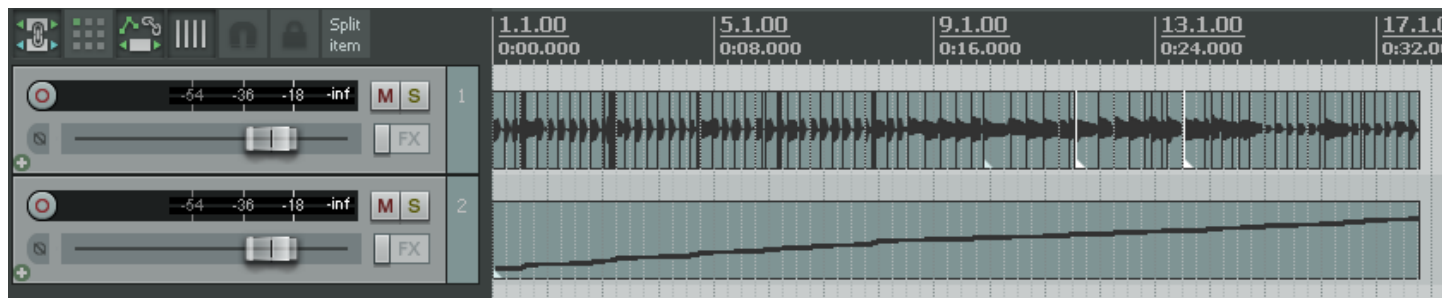 Split
item
1.1.00 5.1.00 9.1.00 13.1.00 17.1.0
0:00.000 0:08.000 0:16.000 0:24.000 0:32.0
-54 -36 -18 -inf M S 1
FX
-54 -36 -18 -inf M S 2
FX